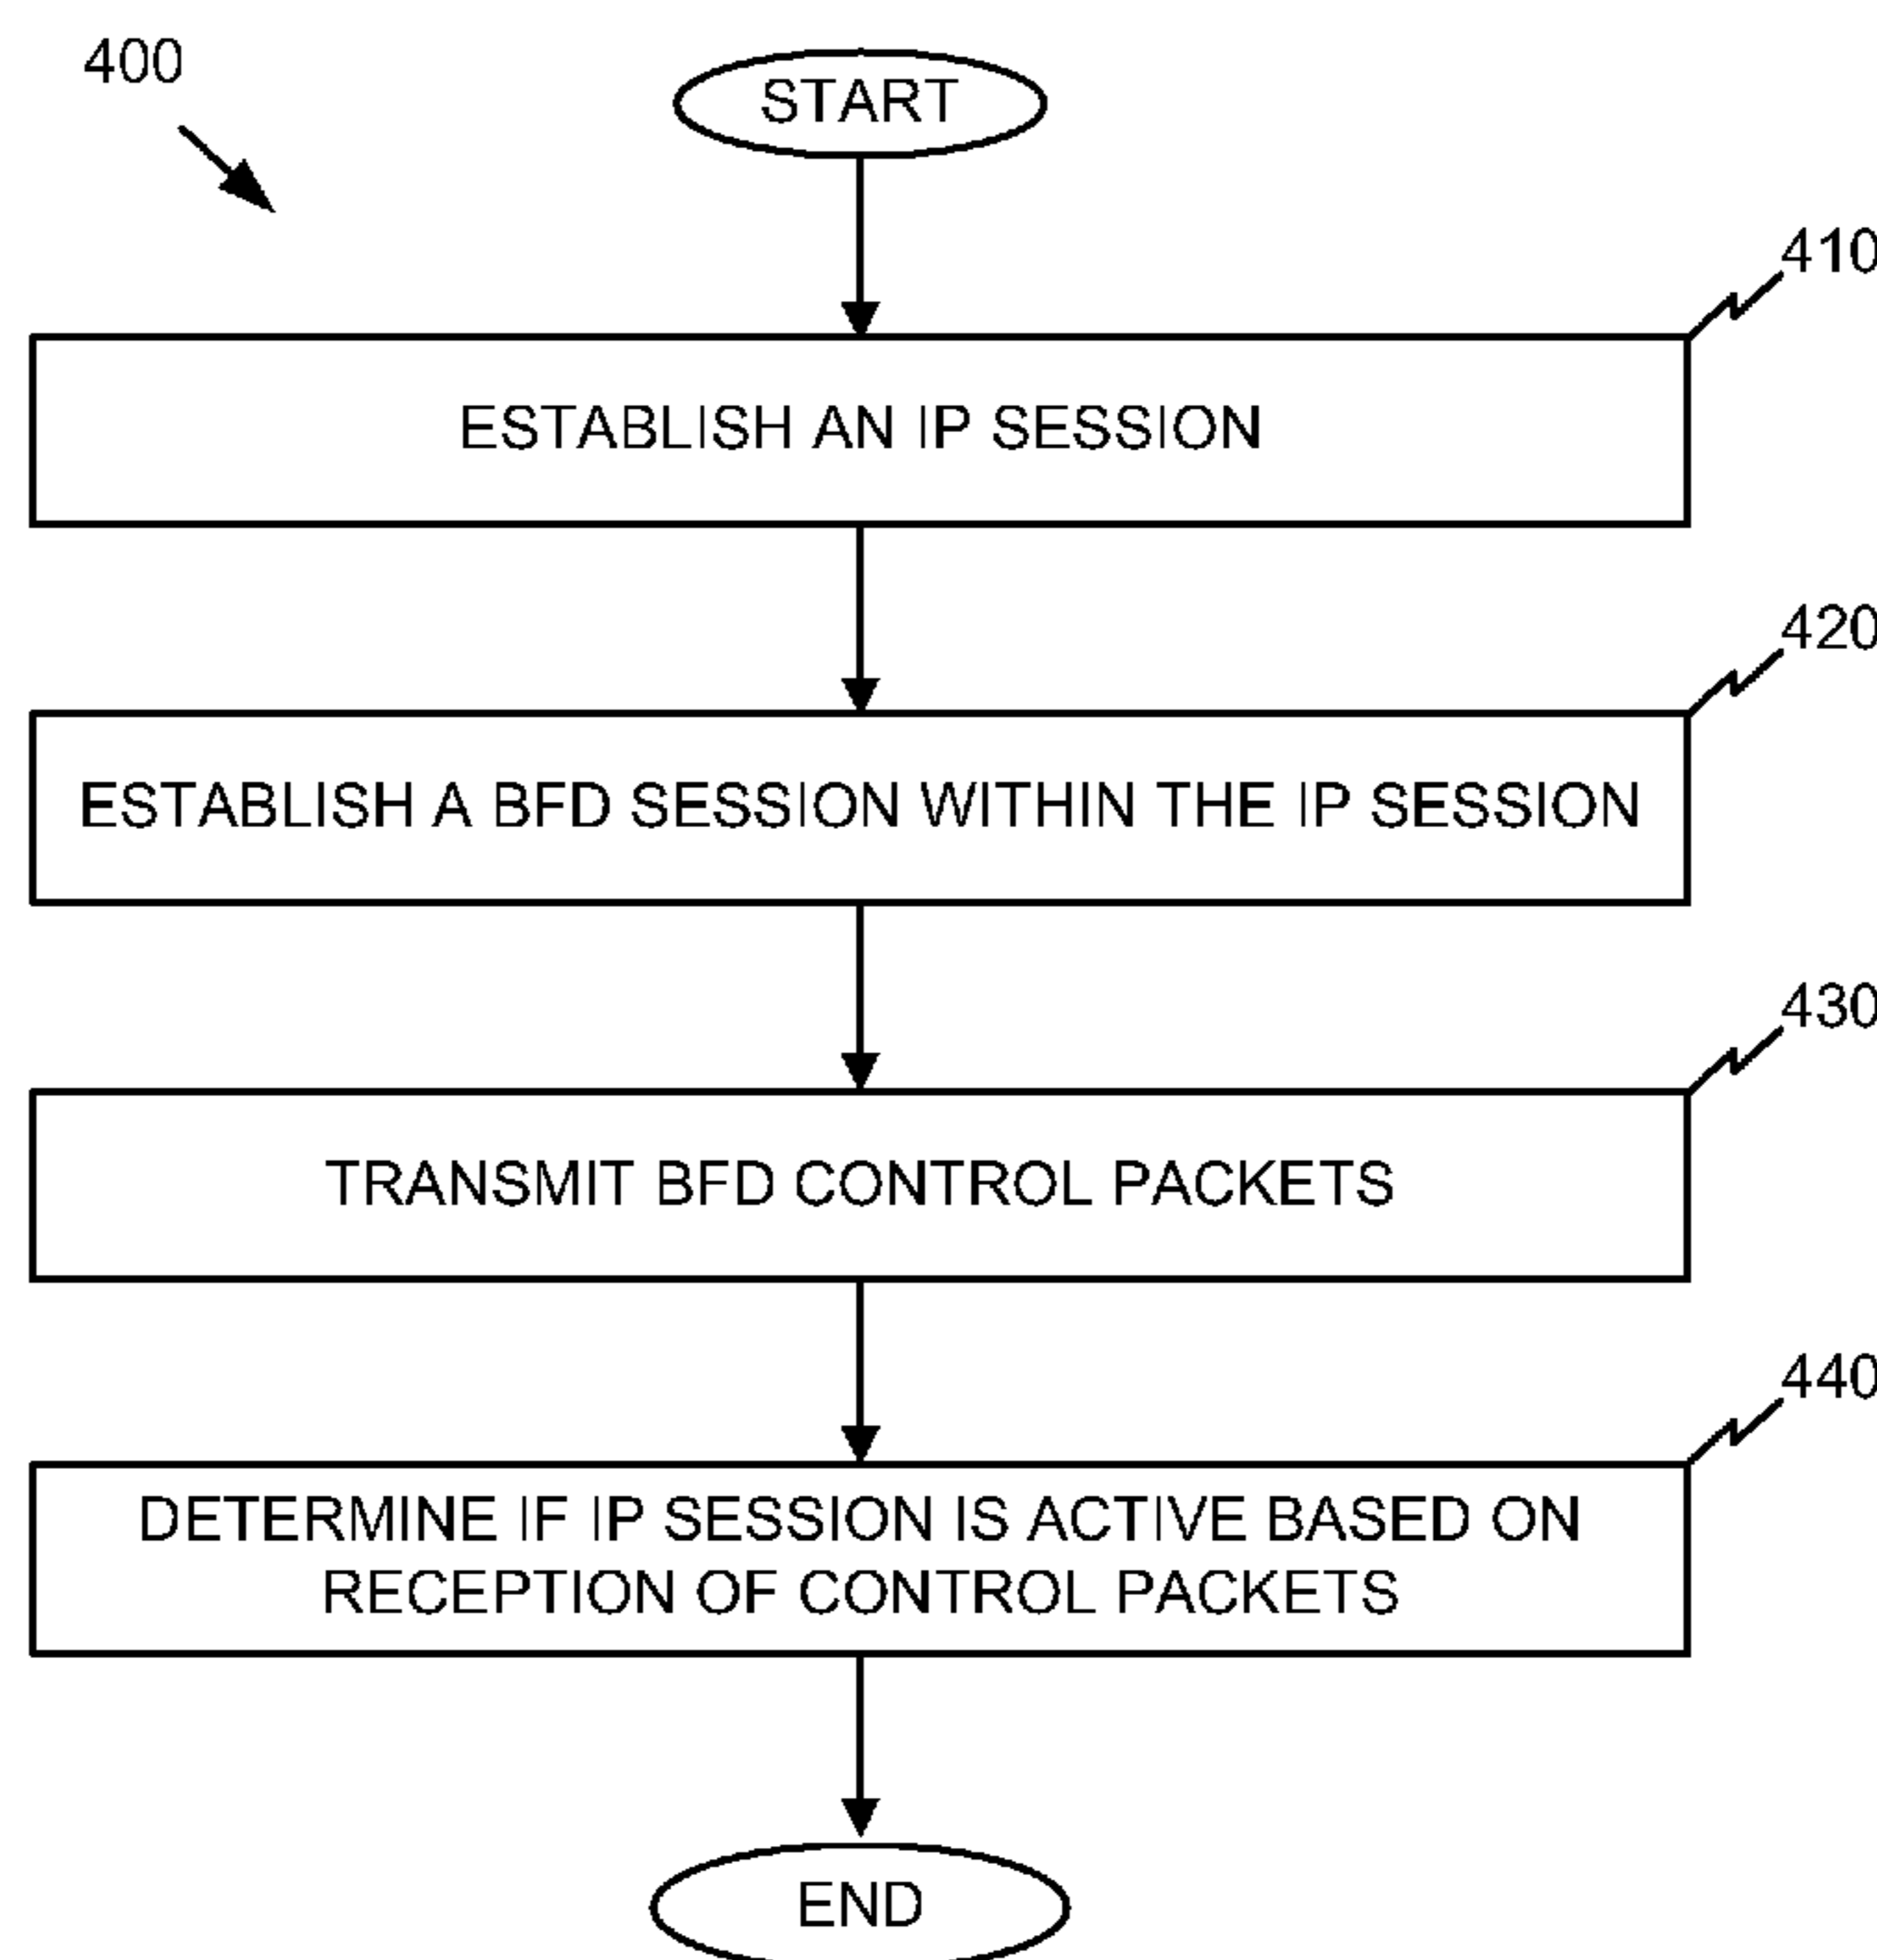 400
START
410
ESTABLISH AN IP SESSION
420
ESTABLISH A BFD SESSION WITHIN THE IP SESSION
430
TRANSMIT BFD CONTROL PACKETS
440
DETERMINE IF IP SESSION IS ACTIVE BASED ON
RECEPTION OF CONTROL PACKETS
END